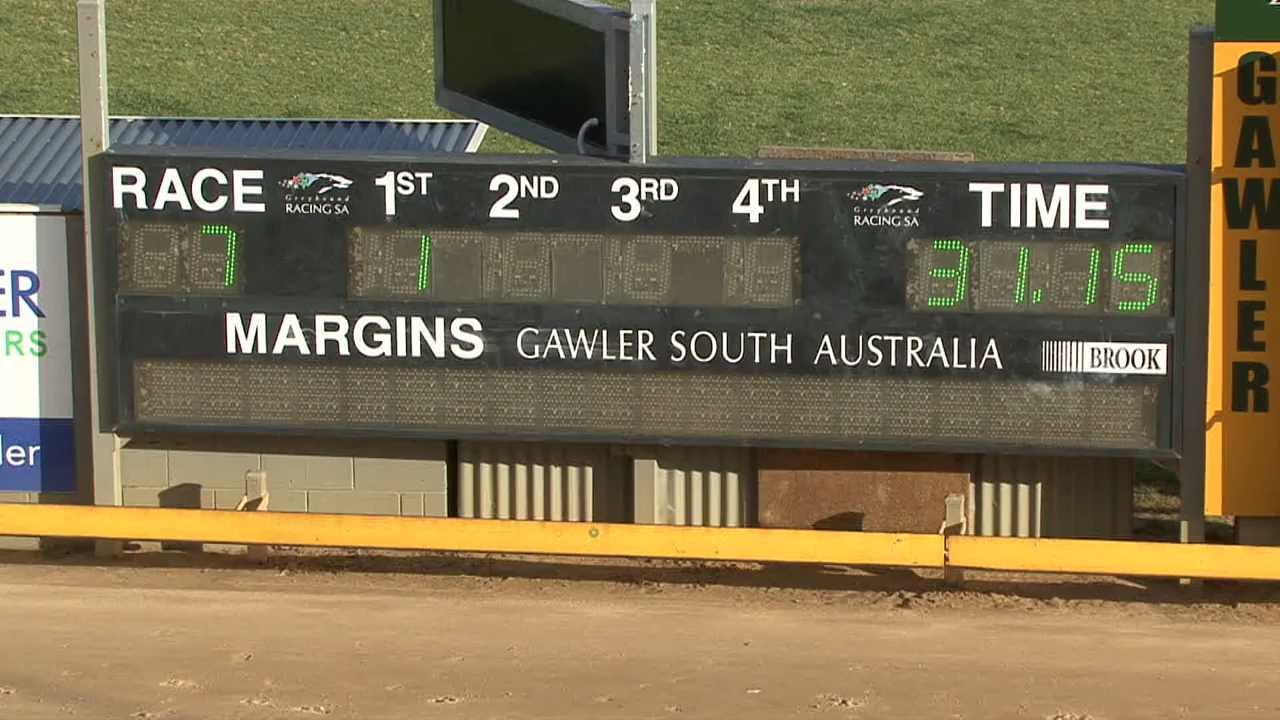 RACE 1ST 2ND 3RD 4TH TIME
Greyhound RACING SA
Greyhound RACING SA
7 1 31.15
MARGINS GAWLER SOUTH AUSTRALIA BROOK
GAWLER
ER
RS
ler